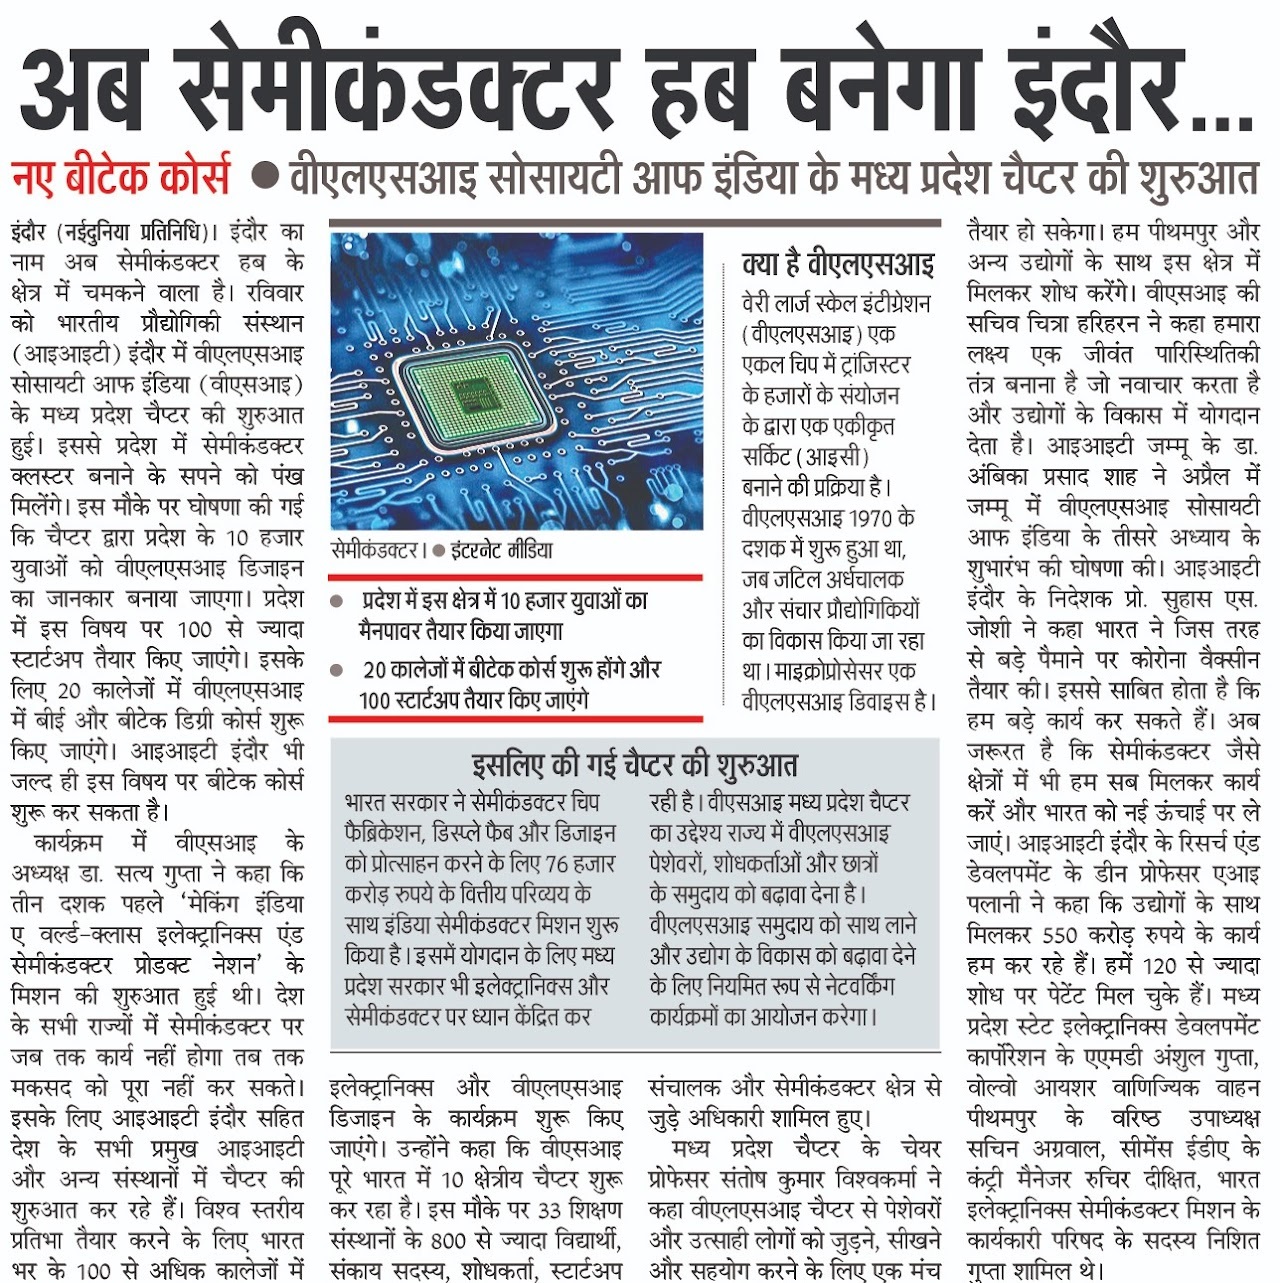 अब सेमीकंडक्टर हब बनेगा इंदौर...
नए बीटेक कोर्स ● वीएलएसआइ सोसायटी आफ इंडिया के मध्य प्रदेश चैप्टर की शुरुआत
इंदौर (नईदुनिया प्रतिनिधि)। इंदौर का
नाम अब सेमीकंडक्टर हब के
क्षेत्र में चमकने वाला है। रविवार
को भारतीय प्रौद्योगिकी संस्थान
(आइआइटी) इंदौर में वीएलएसआइ
सोसायटी आफ इंडिया (वीएसआइ)
के मध्य प्रदेश चैप्टर की शुरुआत
हुई। इससे प्रदेश में सेमीकंडक्टर
क्लस्टर बनाने के सपने को पंख
मिलेंगे। इस मौके पर घोषणा की गई
कि चैप्टर द्वारा प्रदेश के 10 हजार
युवाओं को वीएलएसआइ डिजाइन
का जानकार बनाया जाएगा। प्रदेश
में इस विषय पर 100 से ज्यादा
स्टार्टअप तैयार किए जाएंगे। इसके
लिए 20 कालेजों में वीएलएसआइ
में बीई और बीटेक डिग्री कोर्स शुरू
किए जाएंगे। आइआइटी इंदौर भी
जल्द ही इस विषय पर बीटेक कोर्स
शुरू कर सकता है।
कार्यक्रम में वीएसआइ के
अध्यक्ष डा. सत्य गुप्ता ने कहा कि
तीन दशक पहले 'मेकिंग इंडिया
ए वर्ल्ड-क्लास इलेक्ट्रानिक्स एंड
सेमीकंडक्टर प्रोडक्ट नेशन' के
मिशन की शुरुआत हुई थी। देश
के सभी राज्यों में सेमीकंडक्टर पर
जब तक कार्य नहीं होगा तब तक
मकसद को पूरा नहीं कर सकते।
इसके लिए आइआइटी इंदौर सहित
देश के सभी प्रमुख आइआइटी
और अन्य संस्थानों में चैप्टर की
शुरुआत कर रहे हैं। विश्व स्तरीय
प्रतिभा तैयार करने के लिए भारत
भर के 100 से अधिक कालेजों में
सेमीकंडक्टर। ● इंटरनेट मीडिया
● प्रदेश में इस क्षेत्र में 10 हजार युवाओं का
मैनपावर तैयार किया जाएगा
● 20 कालेजों में बीटेक कोर्स शुरू होंगे और
100 स्टार्टअप तैयार किए जाएंगे
क्या है वीएलएसआइ
वेरी लार्ज स्केल इंटीग्रेशन
(वीएलएसआइ) एक
एकल चिप में ट्रांजिस्टर
के हजारों के संयोजन
के द्वारा एक एकीकृत
सर्किट (आइसी)
बनाने की प्रक्रिया है।
वीएलएसआइ 1970 के
दशक में शुरू हुआ था,
जब जटिल अर्धचालक
और संचार प्रौद्योगिकियों
का विकास किया जा रहा
था। माइक्रोप्रोसेसर एक
वीएलएसआइ डिवाइस है।
इसलिए की गई चैप्टर की शुरुआत
भारत सरकार ने सेमीकंडक्टर चिप
फैब्रिकेशन, डिस्प्ले फैब और डिजाइन
को प्रोत्साहन करने के लिए 76 हजार
करोड़ रुपये के वित्तीय परिव्यय के
साथ इंडिया सेमीकंडक्टर मिशन शुरू
किया है। इसमें योगदान के लिए मध्य
प्रदेश सरकार भी इलेक्ट्रानिक्स और
सेमीकंडक्टर पर ध्यान केंद्रित कर
रही है। वीएसआइ मध्य प्रदेश चैप्टर
का उद्देश्य राज्य में वीएलएसआइ
पेशेवरों, शोधकर्ताओं और छात्रों
के समुदाय को बढ़ावा देना है।
वीएलएसआइ समुदाय को साथ लाने
और उद्योग के विकास को बढ़ावा देने
के लिए नियमित रूप से नेटवर्किंग
कार्यक्रमों का आयोजन करेगा।
इलेक्ट्रानिक्स और वीएलएसआइ
डिजाइन के कार्यक्रम शुरू किए
जाएंगे। उन्होंने कहा कि वीएसआइ
पूरे भारत में 10 क्षेत्रीय चैप्टर शुरू
कर रहा है। इस मौके पर 33 शिक्षण
संस्थानों के 800 से ज्यादा विद्यार्थी,
संकाय सदस्य, शोधकर्ता, स्टार्टअप
संचालक और सेमीकंडक्टर क्षेत्र से
जुड़े अधिकारी शामिल हुए।
मध्य प्रदेश चैप्टर के चेयर
प्रोफेसर संतोष कुमार विश्वकर्मा ने
कहा वीएलएसआइ चैप्टर से पेशेवरों
और उत्साही लोगों को जुड़ने, सीखने
और सहयोग करने के लिए एक मंच
तैयार हो सकेगा। हम पीथमपुर और
अन्य उद्योगों के साथ इस क्षेत्र में
मिलकर शोध करेंगे। वीएसआइ की
सचिव चित्रा हरिहरन ने कहा हमारा
लक्ष्य एक जीवंत पारिस्थितिकी
तंत्र बनाना है जो नवाचार करता है
और उद्योगों के विकास में योगदान
देता है। आइआइटी जम्मू के डा.
अंबिका प्रसाद शाह ने अप्रैल में
जम्मू में वीएलएसआइ सोसायटी
आफ इंडिया के तीसरे अध्याय के
शुभारंभ की घोषणा की। आइआइटी
इंदौर के निदेशक प्रो. सुहास एस.
जोशी ने कहा भारत ने जिस तरह
से बड़े पैमाने पर कोरोना वैक्सीन
तैयार की। इससे साबित होता है कि
हम बड़े कार्य कर सकते हैं। अब
जरूरत है कि सेमीकंडक्टर जैसे
क्षेत्रों में भी हम सब मिलकर कार्य
करें और भारत को नई ऊंचाई पर ले
जाएं। आइआइटी इंदौर के रिसर्च एंड
डेवलपमेंट के डीन प्रोफेसर एआइ
पलानी ने कहा कि उद्योगों के साथ
मिलकर 550 करोड़ रुपये के कार्य
हम कर रहे हैं। हमें 120 से ज्यादा
शोध पर पेटेंट मिल चुके हैं। मध्य
प्रदेश स्टेट इलेक्ट्रानिक्स डेवलपमेंट
कार्पोरेशन के एएमडी अंशुल गुप्ता,
वोल्वो आयशर वाणिज्यिक वाहन
पीथमपुर के वरिष्ठ उपाध्यक्ष
सचिन अग्रवाल, सीमेंस ईडीए के
कंट्री मैनेजर रुचिर दीक्षित, भारत
इलेक्ट्रानिक्स सेमीकंडक्टर मिशन के
कार्यकारी परिषद के सदस्य निशित
गुप्ता शामिल थे।